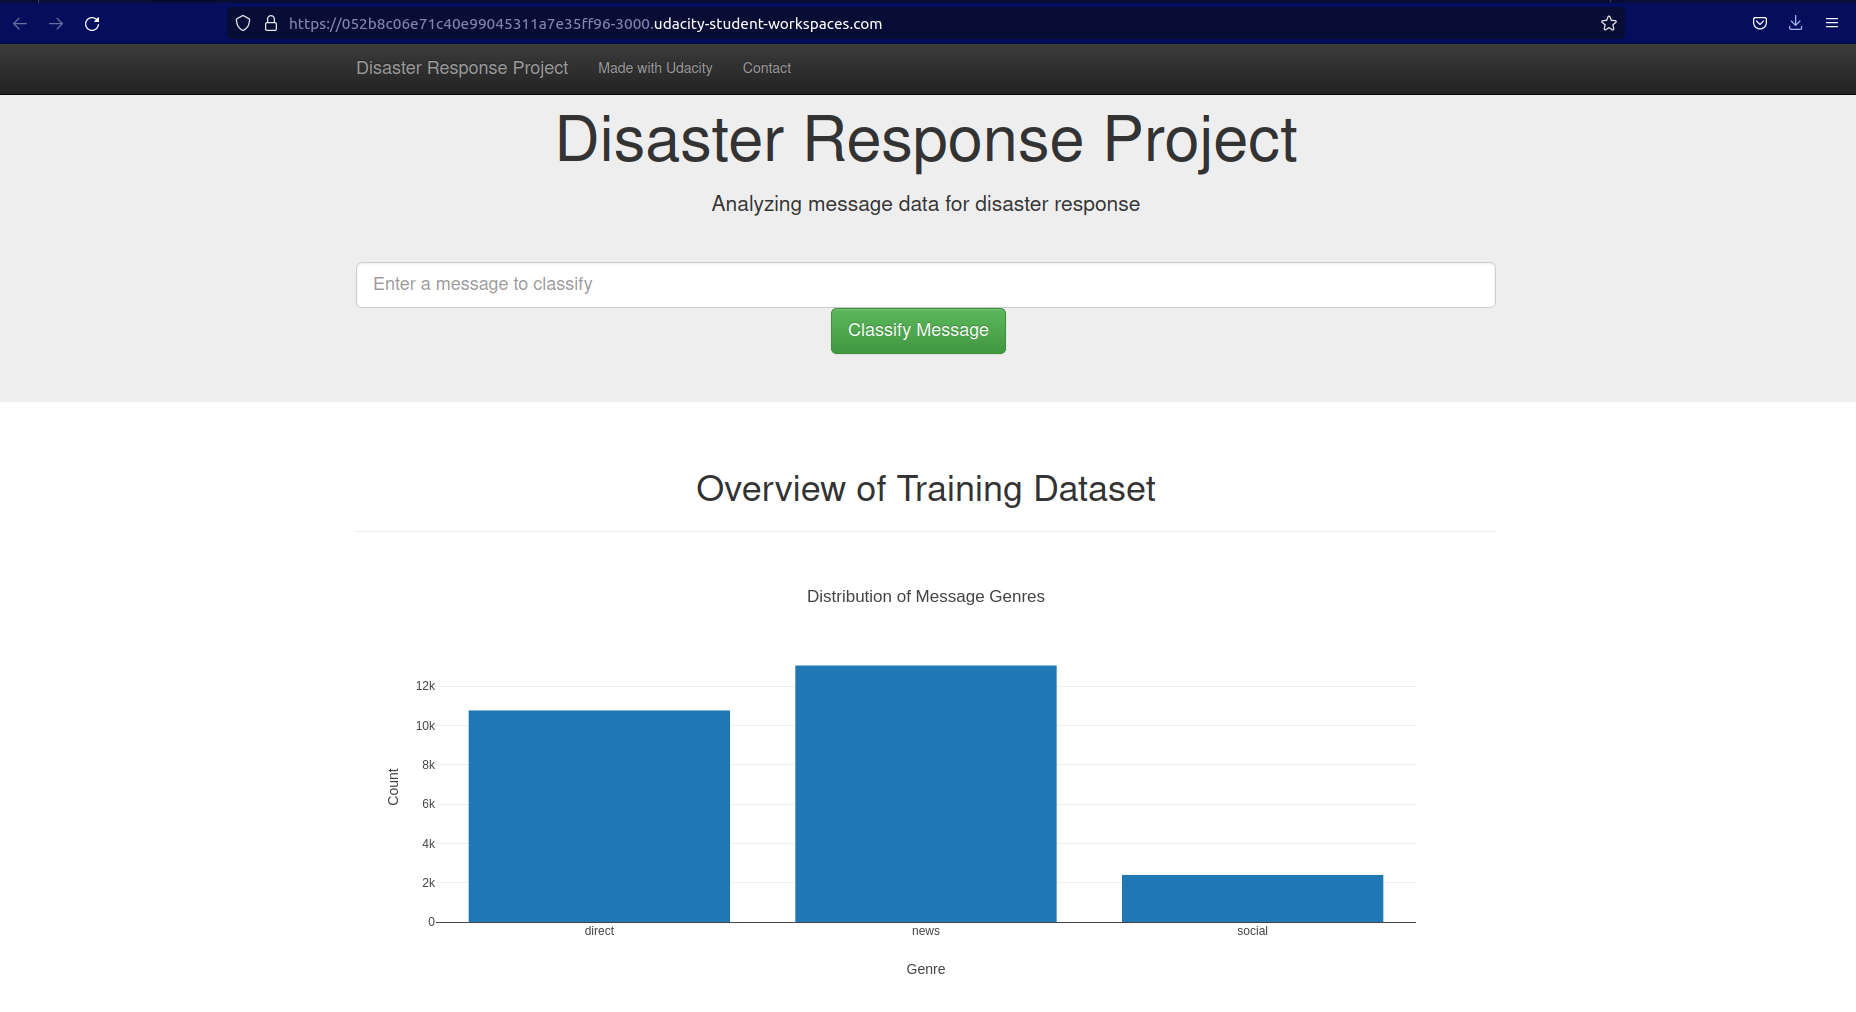 https://052b8c06e71c40e99045311a7e35ff96-3000.udacity-student-workspaces.com
Disaster Response Project Made with Udacity Contact
Disaster Response Project
Analyzing message data for disaster response
Enter a message to classify
Classify Message
Overview of Training Dataset
Distribution of Message Genres
12k
10k
8k
6k
4k
2k
0
Count
direct news social
Genre